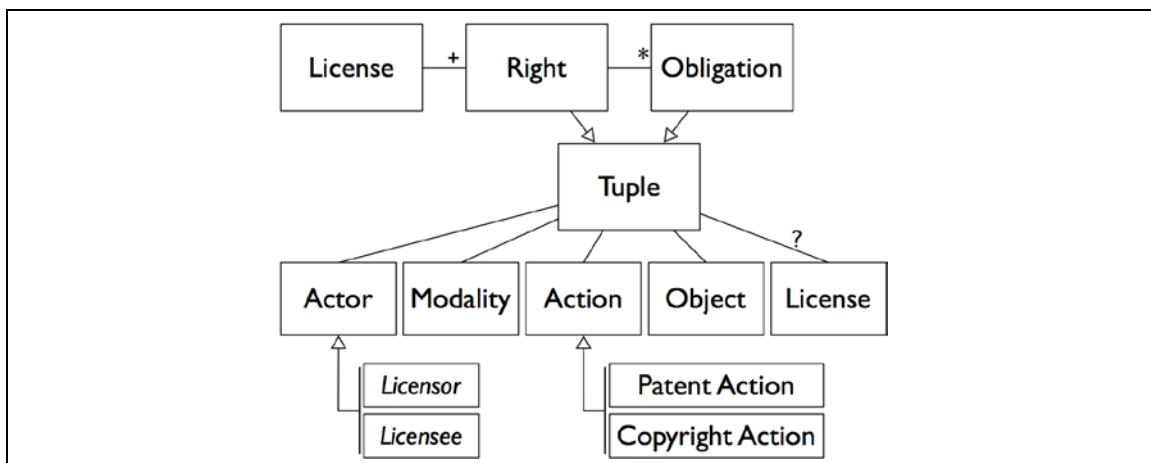 License + Right * Obligation
Tuple
?
Actor Modality Action Object License
Licensor Patent Action
Licensee Copyright Action